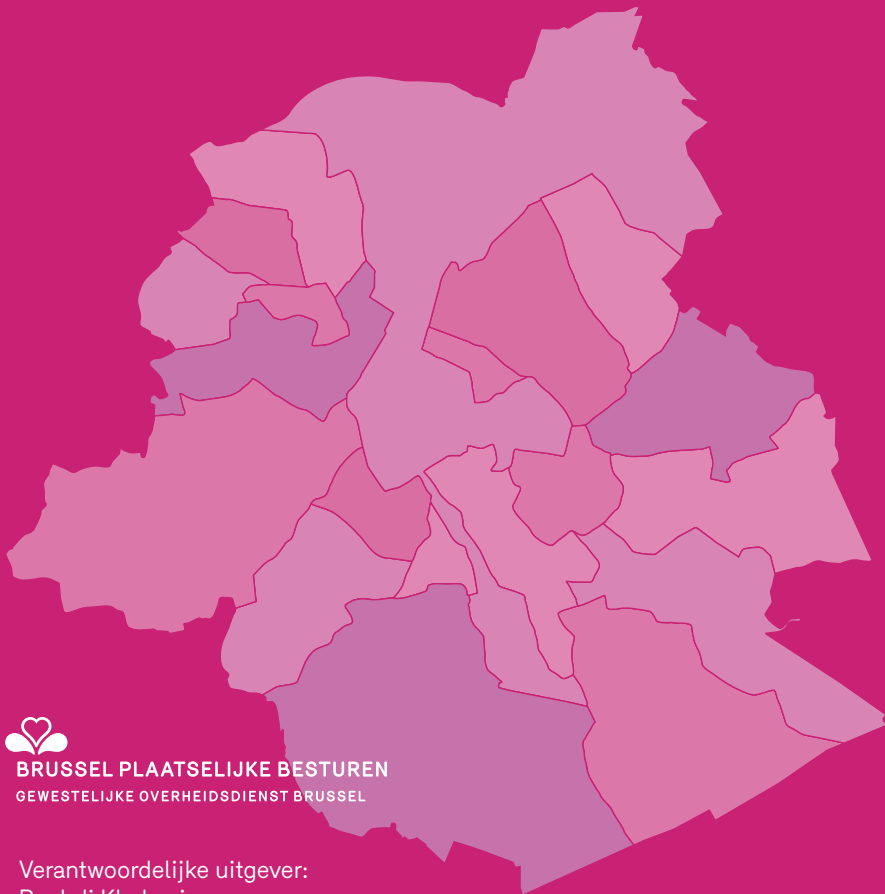 BRUSSEL PLAATSELIJKE BESTUREN
GEWESTELIJKE OVERHEIDSDIENST BRUSSEL
Verantwoordelijke uitgever: